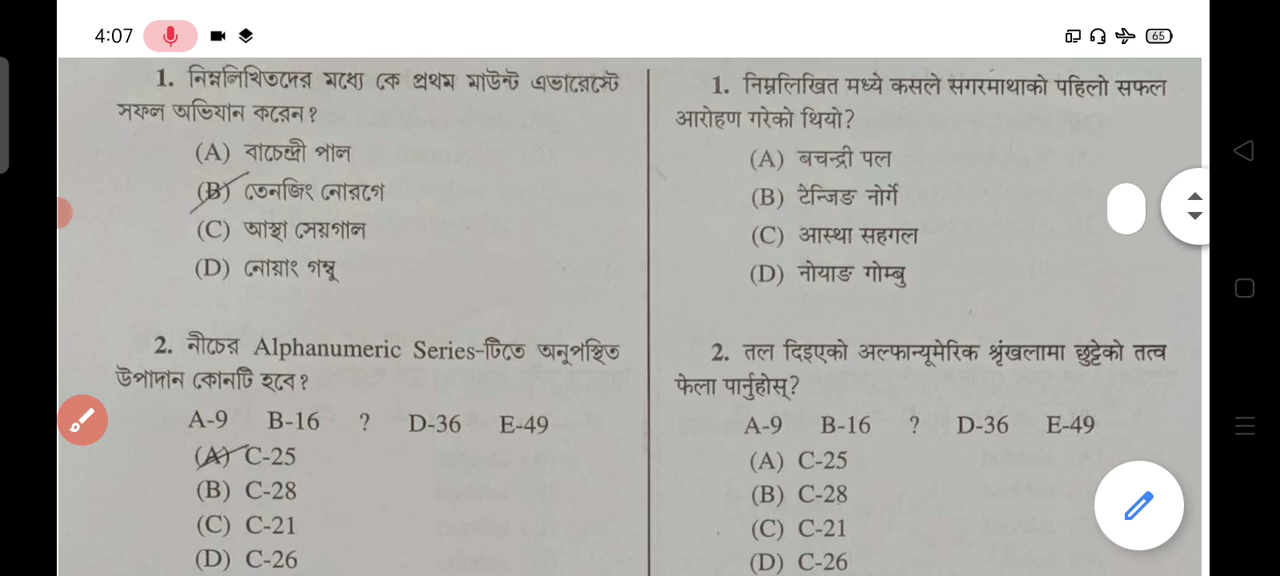 4:07
65
1. নিম্নলিখিতদের মধ্যে কে প্রথম মাউন্ট এভারেস্টে
সফল অভিযান করেন?
(A) বাচেন্দ্রী পাল
(B) তেনজিং নোরগে
(C) আস্থা সেয়গাল
(D) নোয়াং গম্বু
2. নীচের Alphanumeric Series-টিতে অনুপস্থিত
উপাদান কোনটি হবে?
A-9 B-16 ? D-36 E-49
(A) C-25
(B) C-28
(C) C-21
(D) C-26
1. निम्नलिखित मध्ये कसले सगरमाथाको पहिलो सफल
आरोहण गरेको थियो?
(A) बचन्द्री पल
(B) टेन्जिङ नोर्गे
(C) आस्था सहगल
(D) नोयाङ गोम्बु
2. तल दिइएको अल्फान्यूमेरिक श्रृंखलामा छुट्टेको तत्व
फेला पार्नुहोस्?
A-9 B-16 ? D-36 E-49
(A) C-25
(B) C-28
(C) C-21
(D) C-26